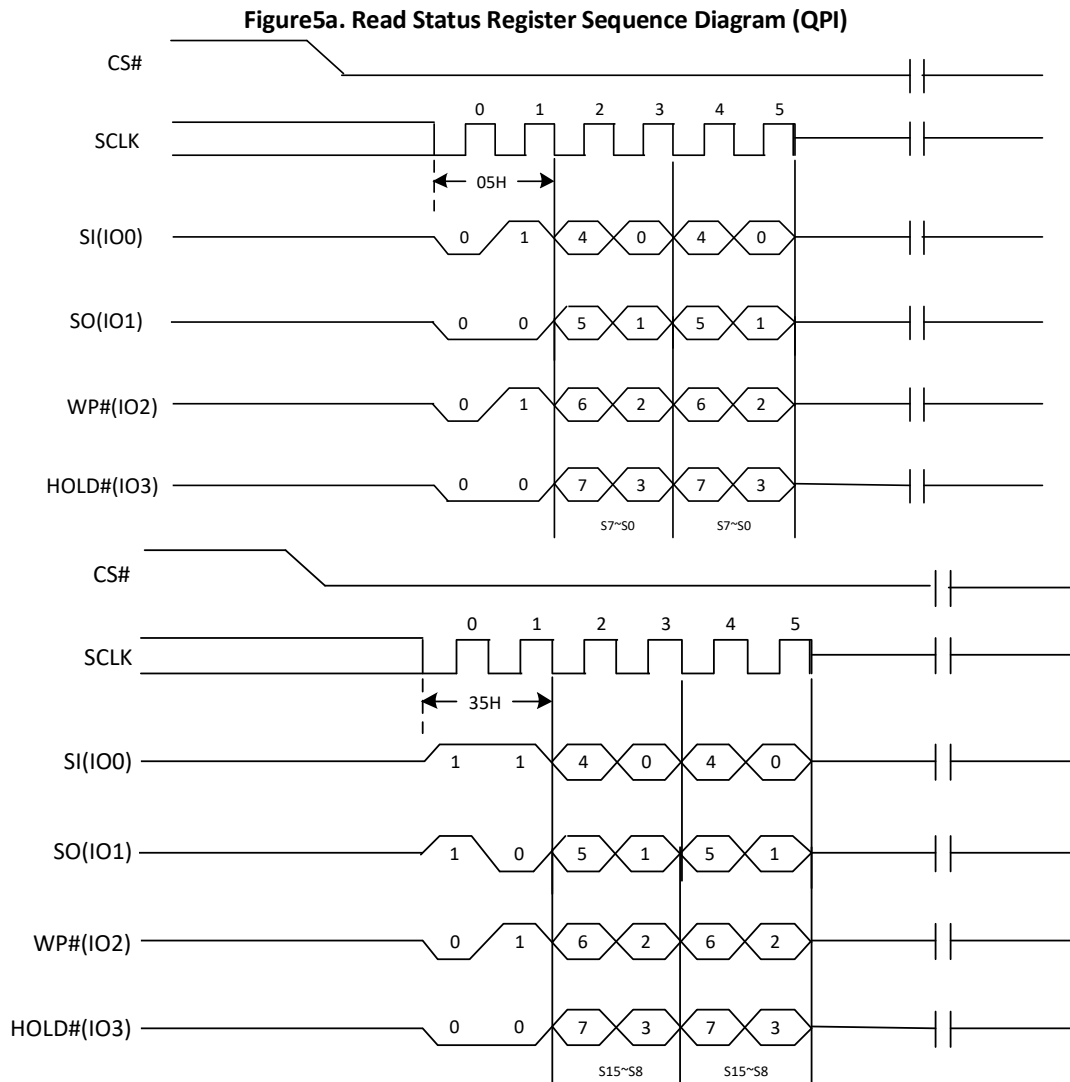 Figure5a. Read Status Register Sequence Diagram (QPI)
CS#
0 1 2 3 4 5
SCLK
05H
SI(IO0) 0 1 4 0 4 0
SO(IO1) 0 0 5 1 5 1
WP#(IO2) 0 1 6 2 6 2
HOLD#(IO3) 0 0 7 3 7 3
S7~S0 S7~S0
CS#
0 1 2 3 4 5
SCLK
35H
SI(IO0) 1 1 4 0 4 0
SO(IO1) 1 0 5 1 5 1
WP#(IO2) 0 1 6 2 6 2
HOLD#(IO3) 0 0 7 3 7 3
S15~S8 S15~S8